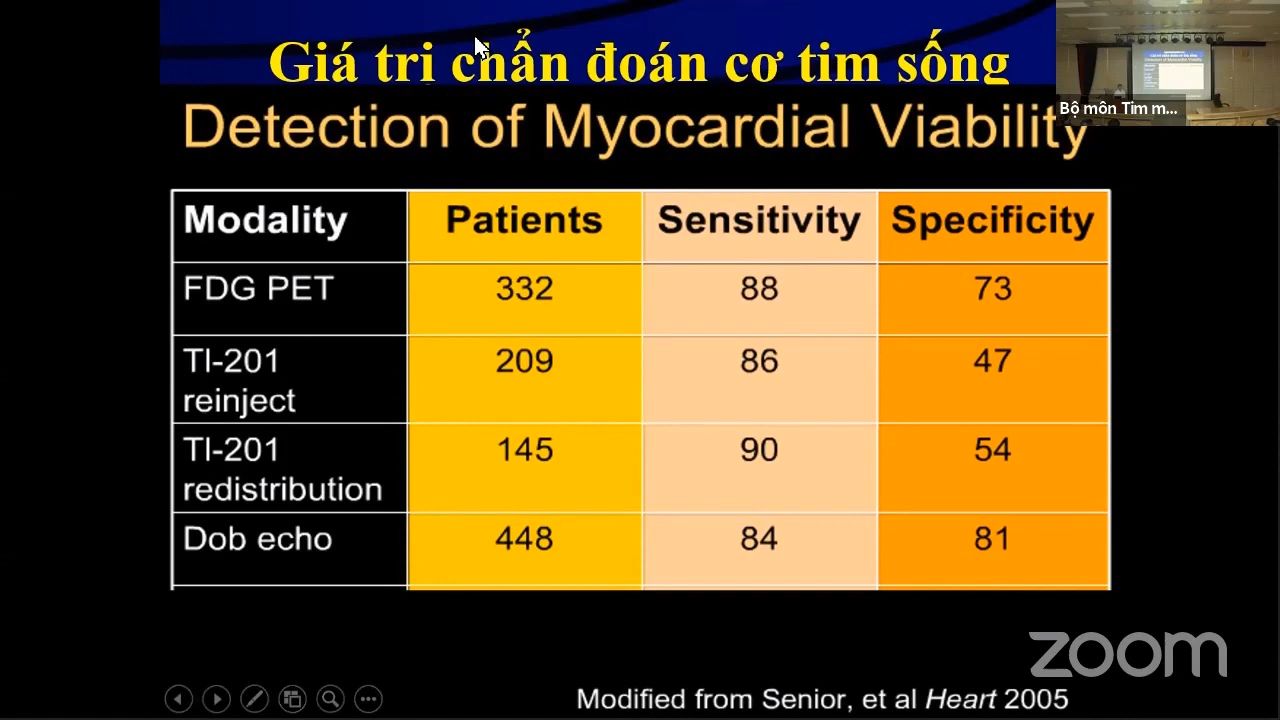 Giá tri chẩn đoán cơ tim sống
Bộ môn Tim m...
Detection of Myocardial Viability
Modality Patients Sensitivity Specificity
FDG PET 332 88 73
Tl-201 reinject 209 86 47
Tl-201 redistribution 145 90 54
Dob echo 448 84 81
zoom
Modified from Senior, et al Heart 2005